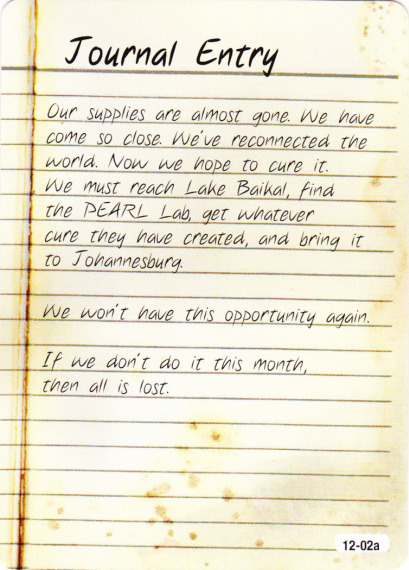 Journal Entry
Our supplies are almost gone. We have
come so close. We've reconnected the
world. Now we hope to cure it.
We must reach Lake Baikal, find
the PEARL Lab, get whatever
cure they have created, and bring it
to Johannesburg.
We won't have this opportunity again.
If we don't do it this month,
then all is lost.
12-02a